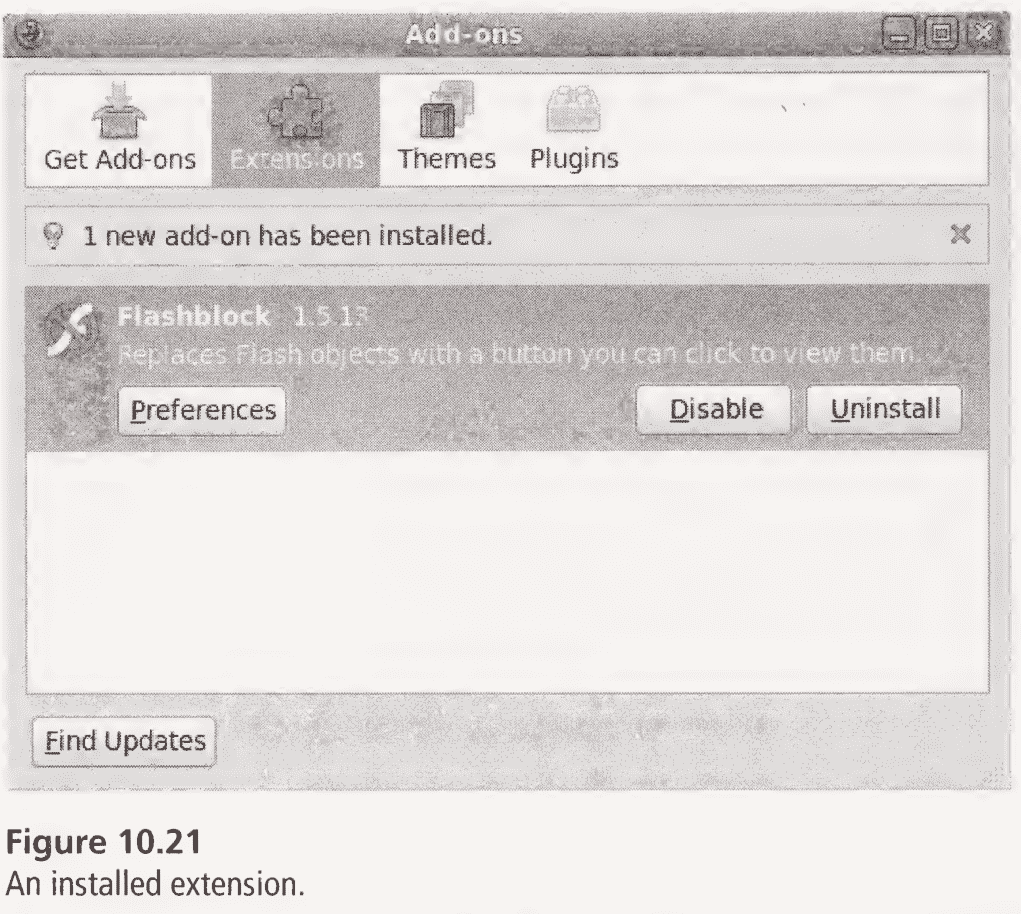 Add-ons
Get Add-ons Extensions Themes Plugins
1 new add-on has been installed.
Flashblock 1.5.13
Replaces Flash objects with a button you can click to view them...
Preferences Disable Uninstall
Find Updates
Figure 10.21
An installed extension.